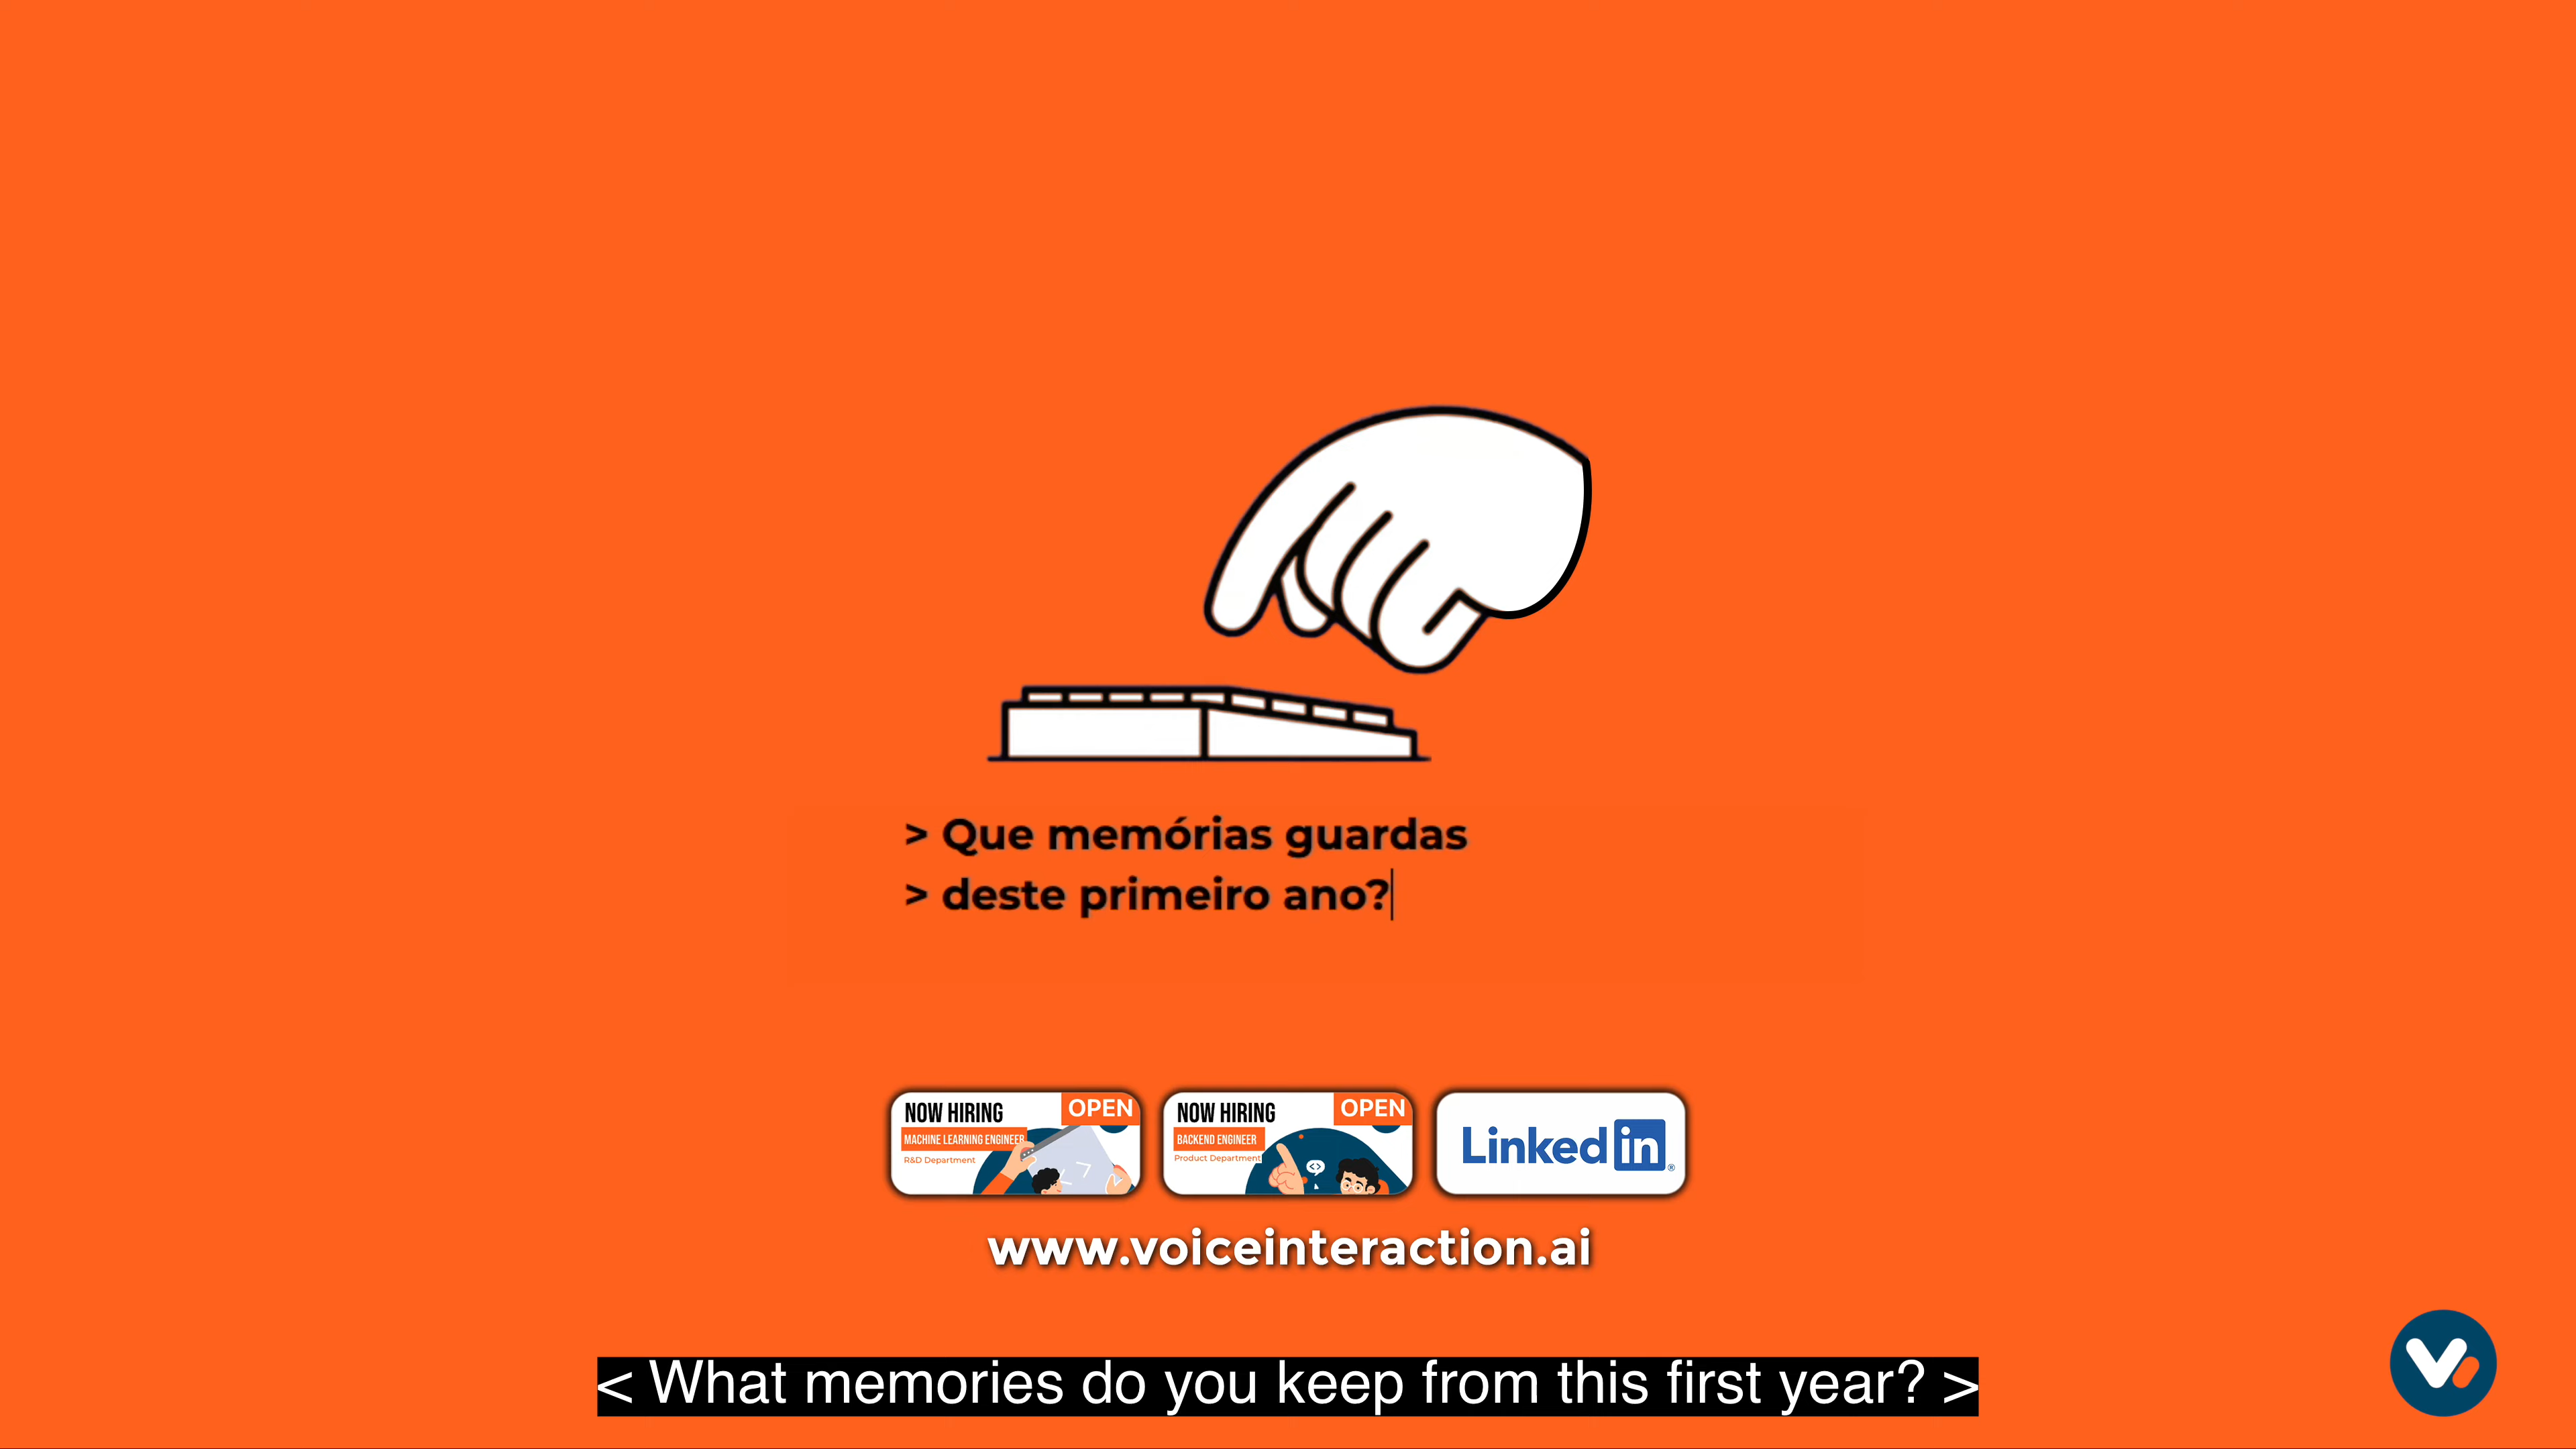 > Que memórias guardas
> deste primeiro ano?
NOW HIRING
OPEN
MACHINE LEARNING ENGINEER
R&D Department
NOW HIRING
OPEN
BACKEND ENGINEER
Product Department
Linkedin®
www.voiceinteraction.ai
< What memories do you keep from this first year? >